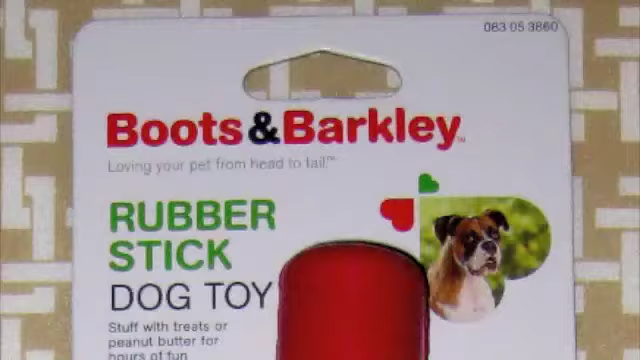 083 05 3860
Boots&Barkley™
Loving your pet from head to tail™
RUBBER
STICK
DOG TOY
Stuff with treats or
peanut butter for
hours of fun